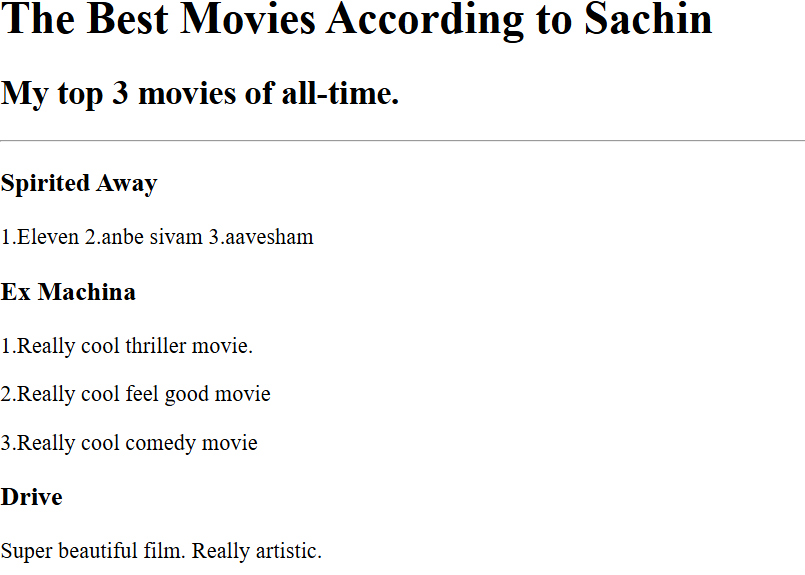 The Best Movies According to Sachin
My top 3 movies of all-time.
Spirited Away
1.Eleven 2.anbe sivam 3.aavesham
Ex Machina
1.Really cool thriller movie.
2.Really cool feel good movie
3.Really cool comedy movie
Drive
Super beautiful film. Really artistic.